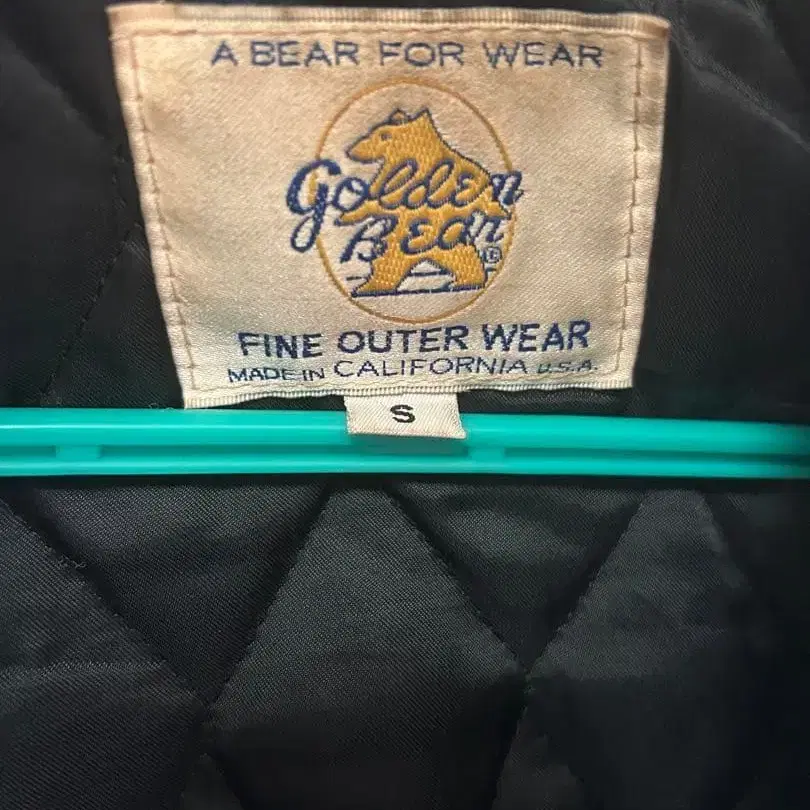 A BEAR FOR WEAR
Golden
Bear
®
FINE OUTER WEAR
MADE IN CALIFORNIA U.S.A.
S